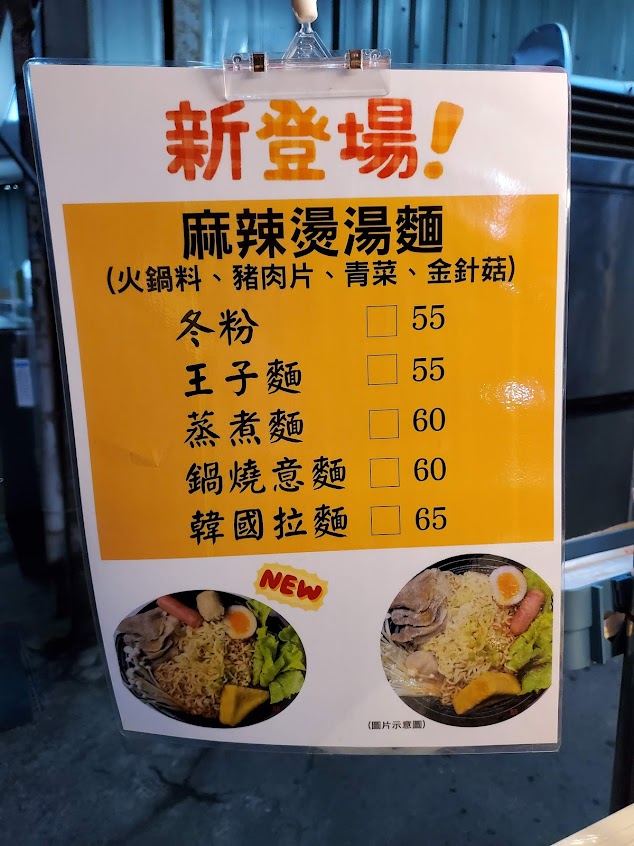 新登場!
麻辣燙湯麵
(火鍋料、豬肉片、青菜、金針菇)
冬粉 □ 55
王子麵 □ 55
蒸煮麵 □ 60
鍋燒意麵 □ 60
韓國拉麵 □ 65
NEW
(圖片示意圖)